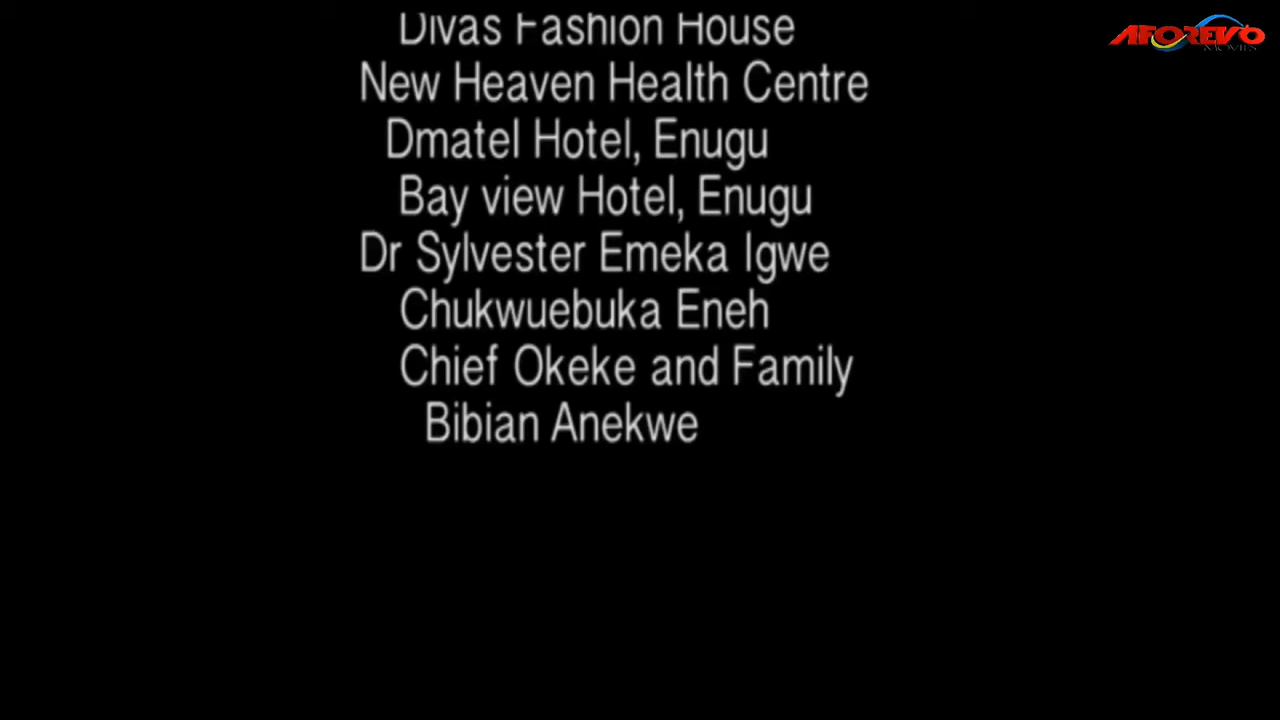 Divas Fashion House
New Heaven Health Centre
Dmatel Hotel, Enugu
Bay view Hotel, Enugu
Dr Sylvester Emeka Igwe
Chukwuebuka Eneh
Chief Okeke and Family
Bibian Anekwe
AFOREVO
MOVIES